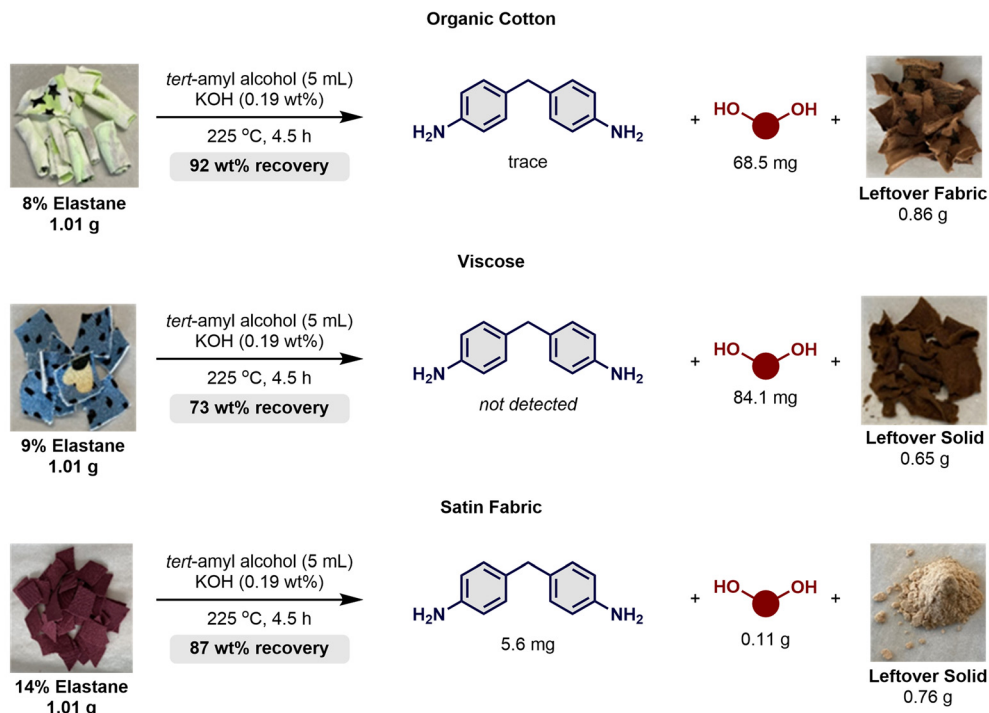 Organic Cotton
tert-amyl alcohol (5 mL)
KOH (0.19 wt%)
225 °C, 4.5 h
92 wt% recovery
8% Elastane
1.01 g
H₂N
NH₂
trace
+
HO
OH
68.5 mg
+
Leftover Fabric
0.86 g
Viscose
tert-amyl alcohol (5 mL)
KOH (0.19 wt%)
225 °C, 4.5 h
73 wt% recovery
9% Elastane
1.01 g
H₂N
NH₂
not detected
+
HO
OH
84.1 mg
+
Leftover Solid
0.65 g
Satin Fabric
tert-amyl alcohol (5 mL)
KOH (0.19 wt%)
225 °C, 4.5 h
87 wt% recovery
14% Elastane
1.01 g
H₂N
NH₂
5.6 mg
+
HO
OH
0.11 g
+
Leftover Solid
0.76 g